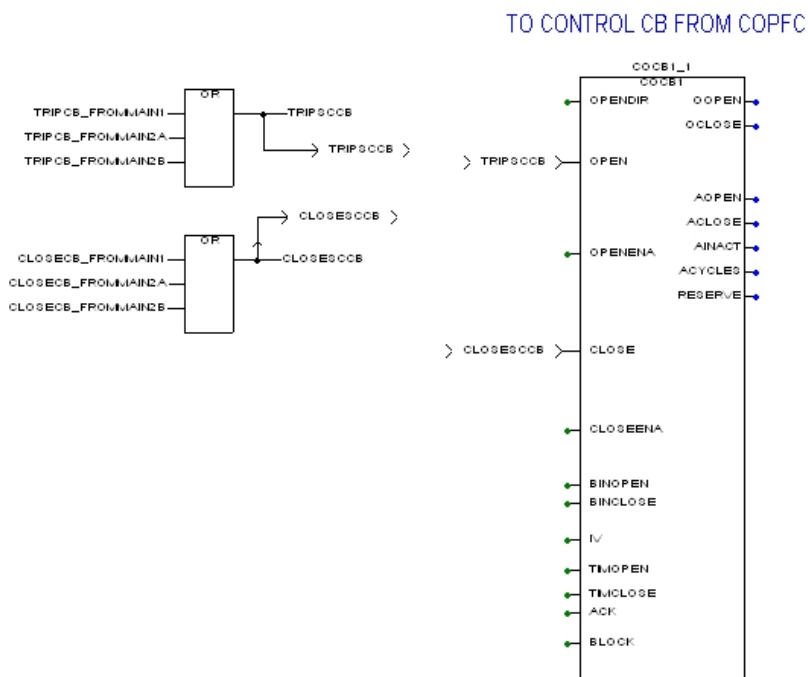 TO CONTROL CB FROM COPFC
OR
TRIPCB_FROMMAIN1
TRIPCB_FROMMAIN2A
TRIPCB_FROMMAIN2B
TRIPSCCB
TRIPSCCB
CLOSESCCB
OR
CLOSECB_FROMMAIN1
CLOSECB_FROMMAIN2A
CLOSECB_FROMMAIN2B
CLOSESCCB
COCB1_1
COCB1
OPENDIR OOPEN
OCLOSE
TRIPSCCB OPEN
AOPEN
ACLOSE
AINACT
OPENENA
ACYCLES
RESERVE
CLOSESCCB CLOSE
CLOSEENA
BINOPEN
BINCLOSE
IV
TIMOPEN
TIMCLOSE
ACK
BLOCK